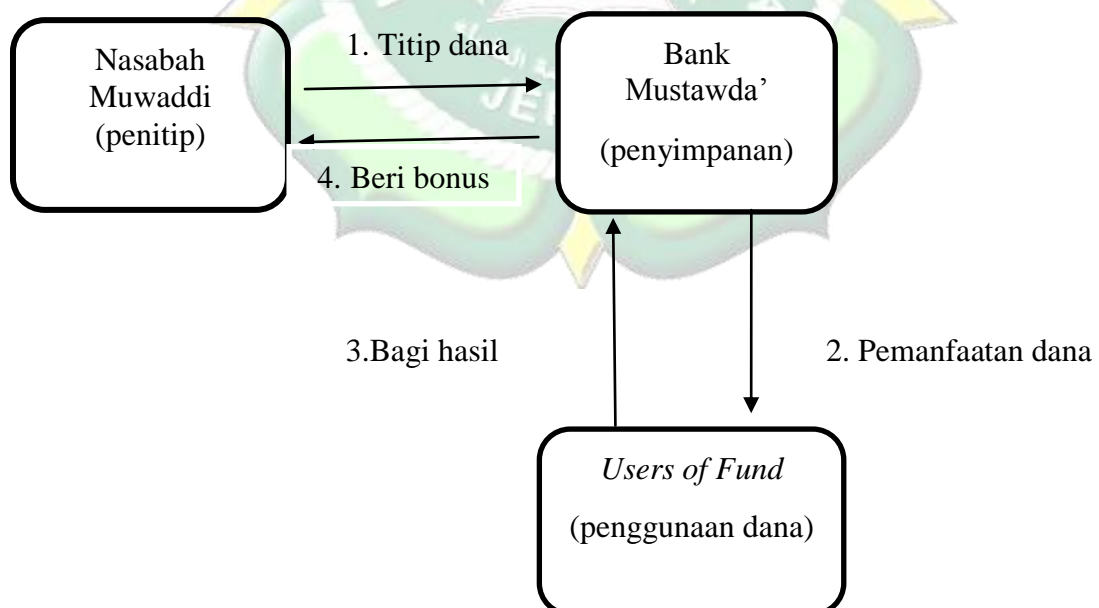 Nasabah
Muwaddi
(penitip)
1. Titip dana
4. Beri bonus
Bank
Mustawda’
(penyimpanan)
3.Bagi hasil
2. Pemanfaatan dana
Users of Fund
(penggunaan dana)